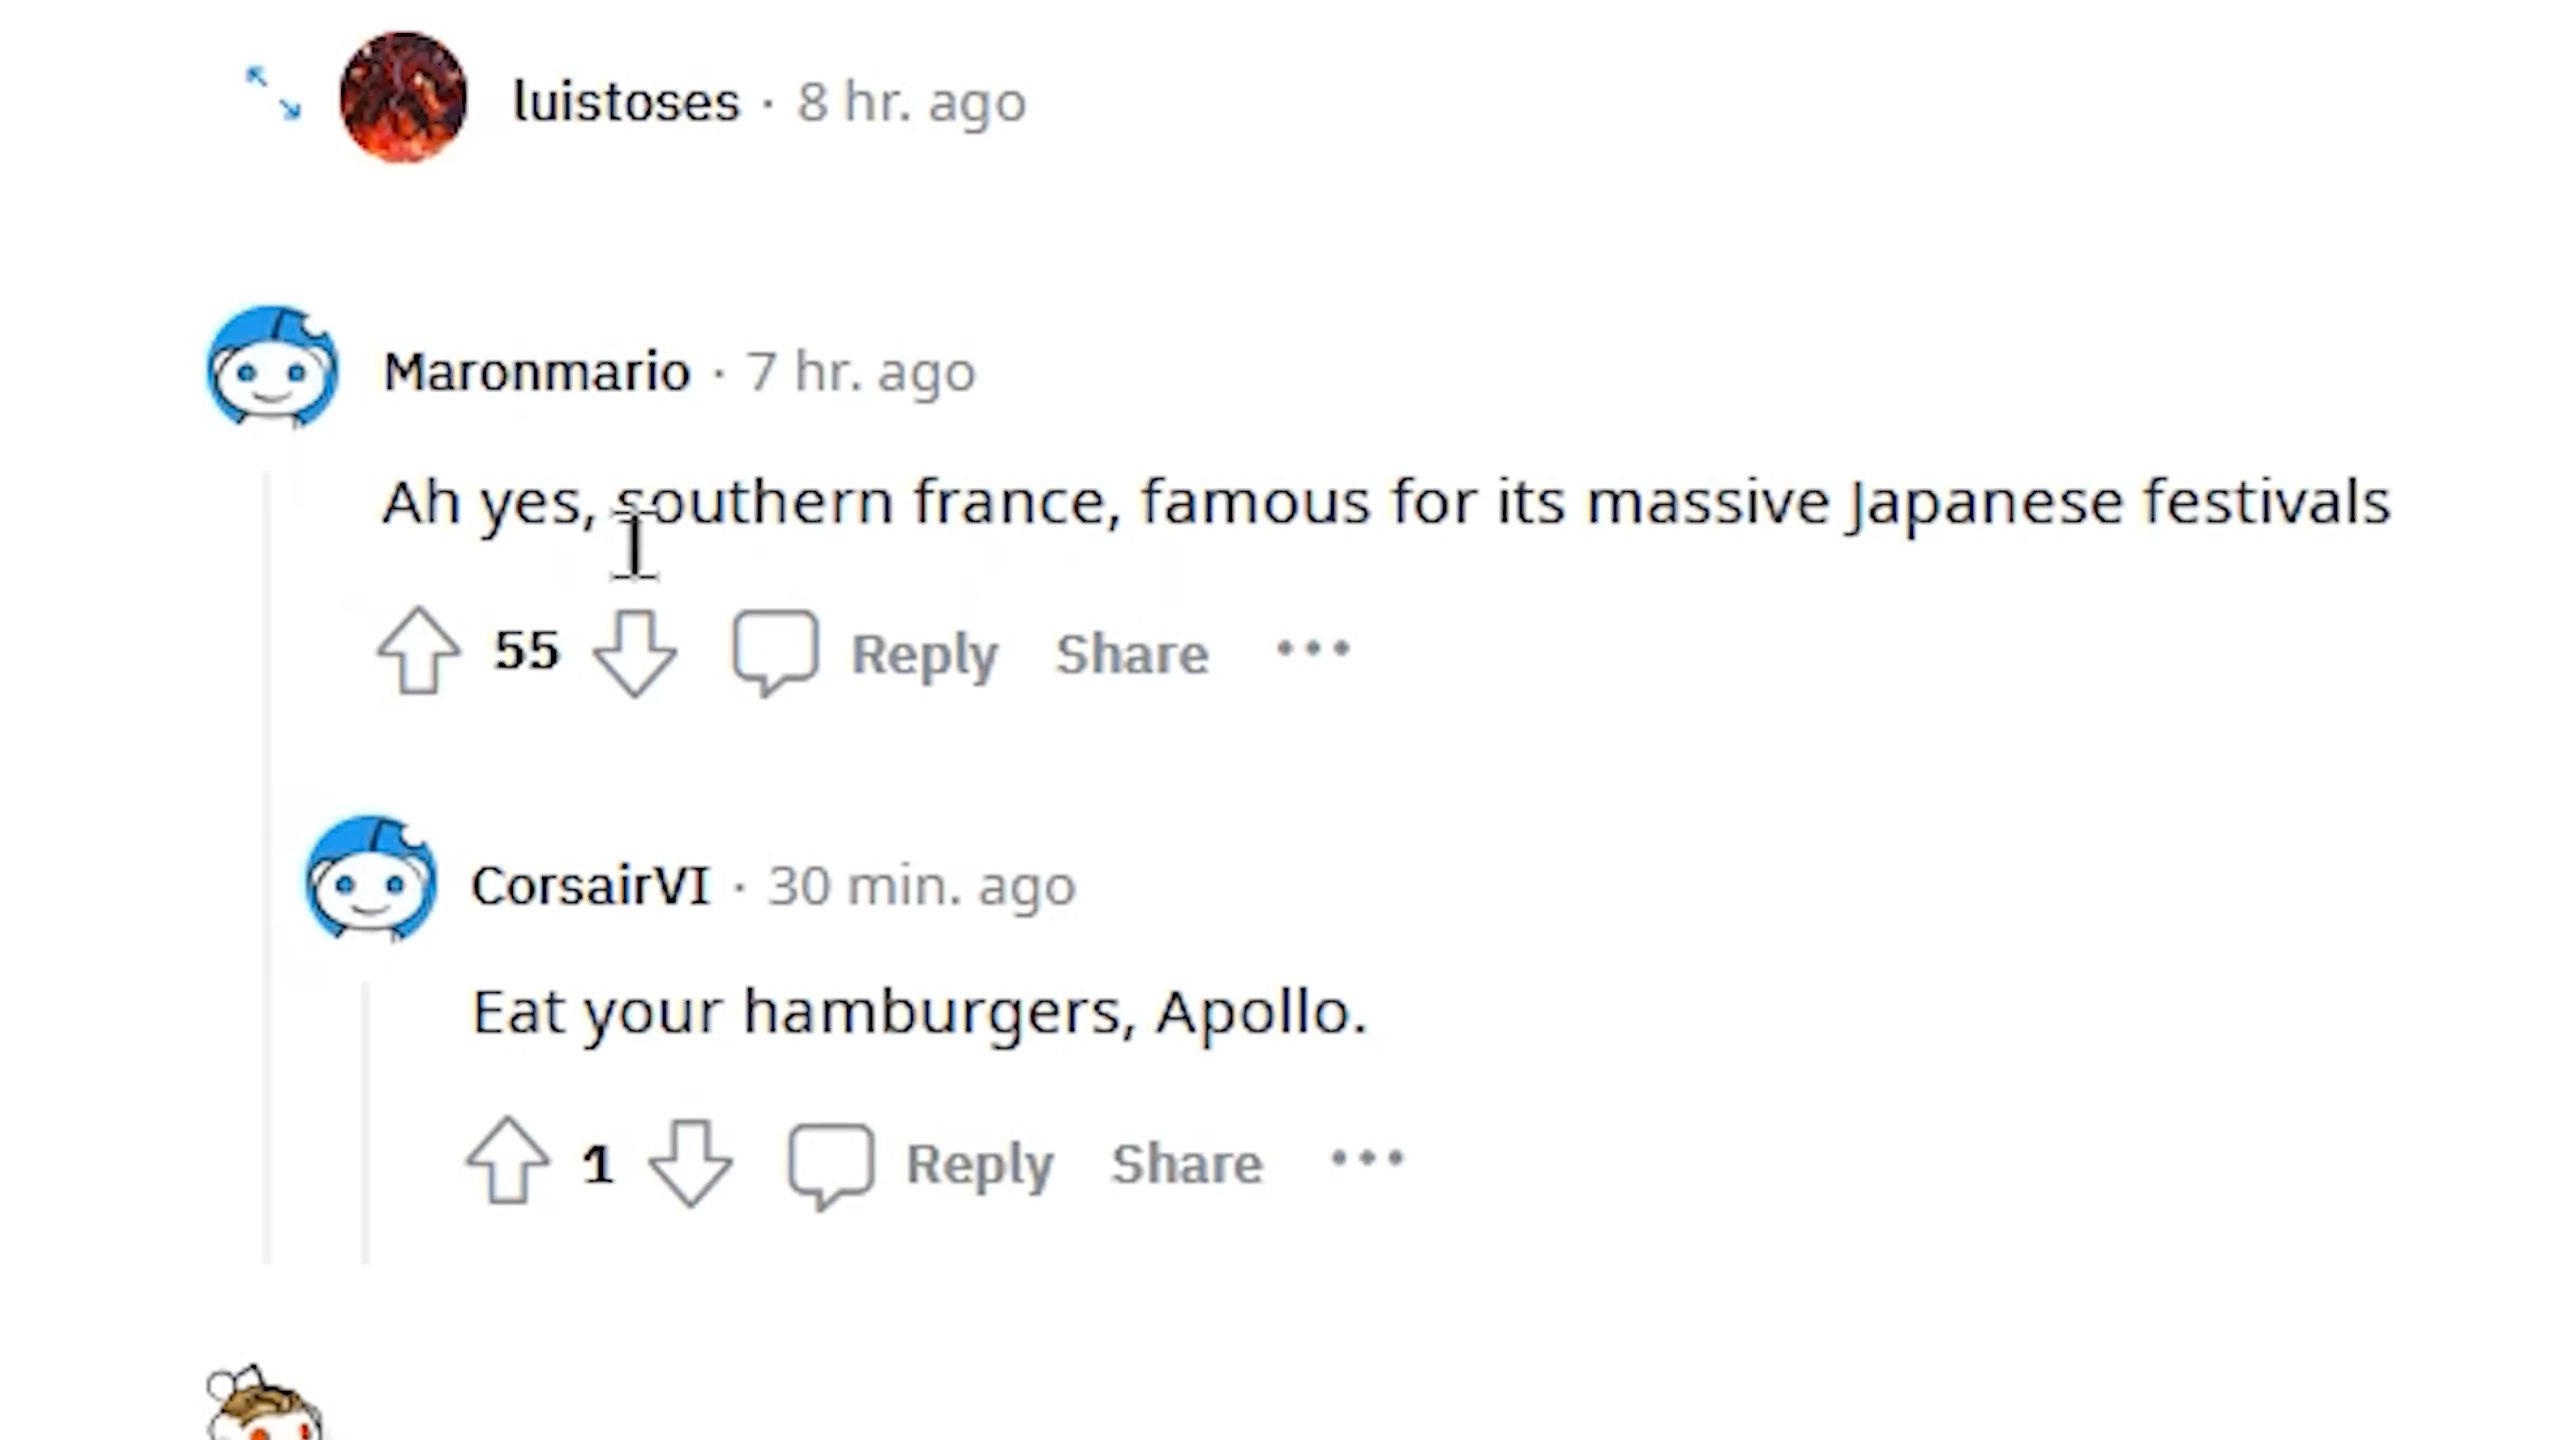 luistoses · 8 hr. ago
Maronmario · 7 hr. ago
Ah yes, southern france, famous for its massive Japanese festivals
55 Reply Share •••
CorsairVI · 30 min. ago
Eat your hamburgers, Apollo.
1 Reply Share •••